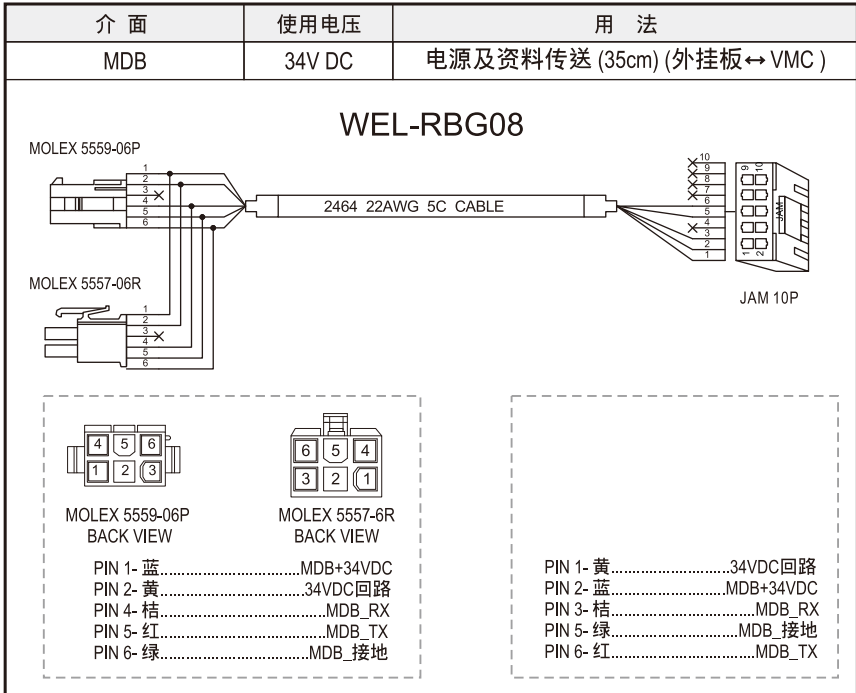 介 面 使用电压 用 法
MDB 34V DC 电源及资料传送 (35cm) (外挂板↔ VMC )
WEL-RBG08
MOLEX 5559-06P
1
2
3
4
5
6
2464 22AWG 5C CABLE
10
9
8
7
6
5
4
3
2
1
9 10
JAM
1 2
JAM 10P
MOLEX 5557-06R
1
2
3
4
5
6
4 5 6
1 2 3
MOLEX 5559-06P
BACK VIEW
6 5 4
3 2 1
MOLEX 5557-6R
BACK VIEW
PIN 1- 蓝..............................MDB+34VDC
PIN 2- 黄..............................34VDC回路
PIN 4- 桔..............................MDB_RX
PIN 5- 红..............................MDB_TX
PIN 6- 绿..............................MDB_接地
PIN 1- 黄.........................34VDC回路
PIN 2- 蓝.........................MDB+34VDC
PIN 3- 桔.........................MDB_RX
PIN 5- 绿.........................MDB_接地
PIN 6- 红.........................MDB_TX